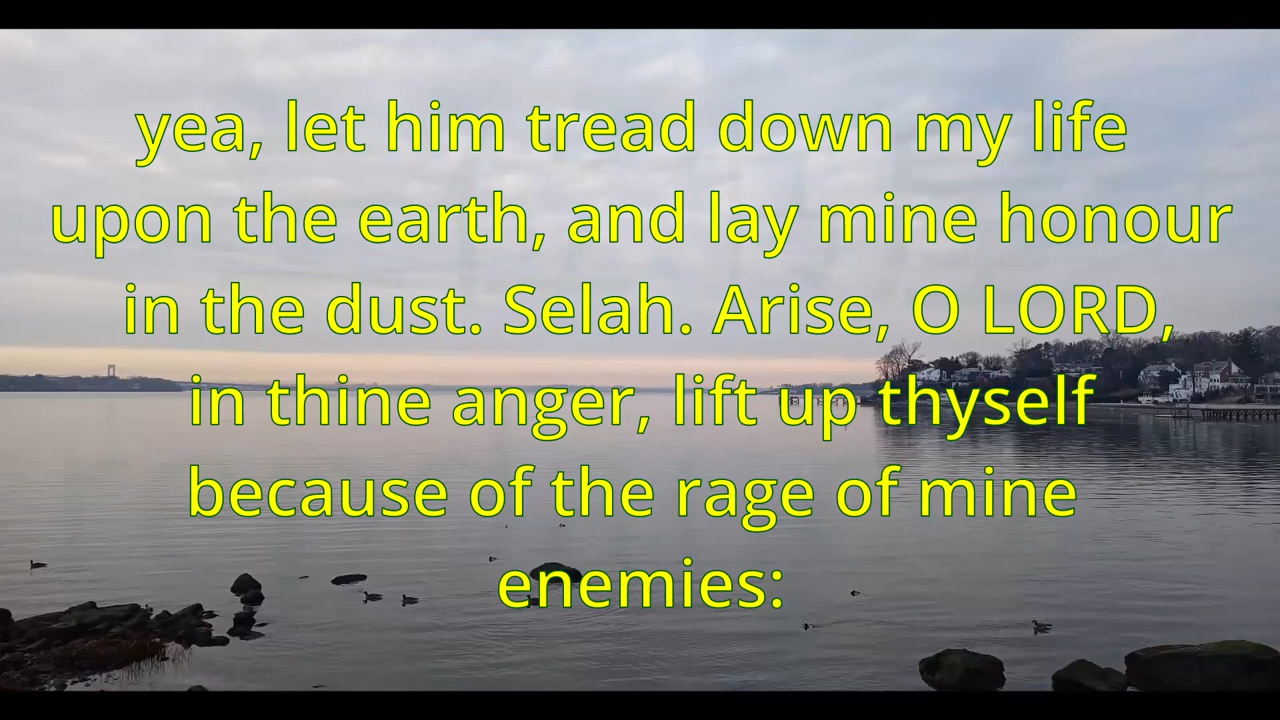 yea, let him tread down my life
upon the earth, and lay mine honour
in the dust. Selah. Arise, O LORD,
in thine anger, lift up thyself
because of the rage of mine
enemies: